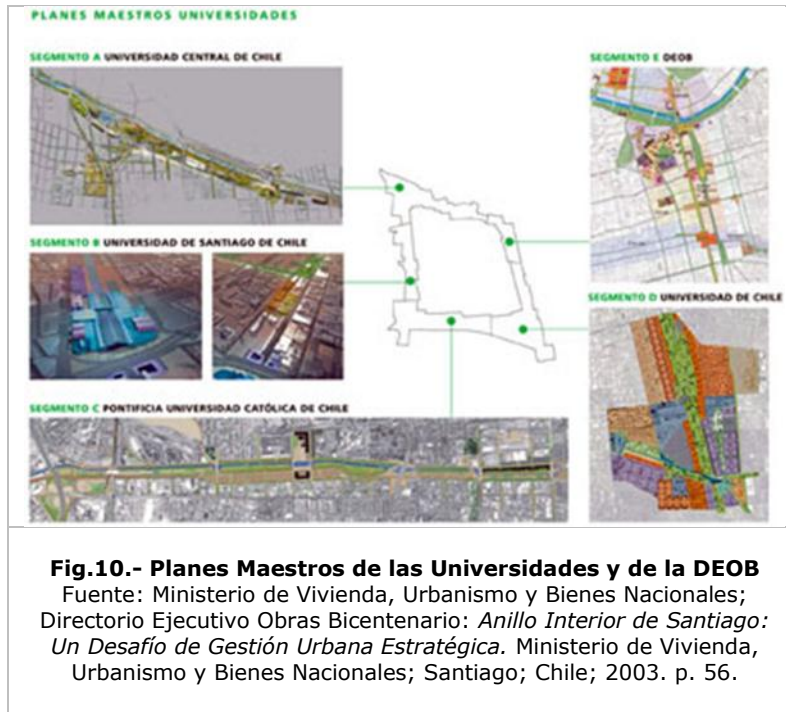 PLANES MAESTROS UNIVERSIDADES
SEGMENTO A UNIVERSIDAD CENTRAL DE CHILE
SEGMENTO E DEOB
SEGMENTO B UNIVERSIDAD DE SANTIAGO DE CHILE
SEGMENTO D UNIVERSIDAD DE CHILE
SEGMENTO C PONTIFICIA UNIVERSIDAD CATÓLICA DE CHILE
Fig.10.- Planes Maestros de las Universidades y de la DEOB
Fuente: Ministerio de Vivienda, Urbanismo y Bienes Nacionales;
Directorio Ejecutivo Obras Bicentenario: Anillo Interior de Santiago:
Un Desafío de Gestión Urbana Estratégica. Ministerio de Vivienda,
Urbanismo y Bienes Nacionales; Santiago; Chile; 2003. p. 56.